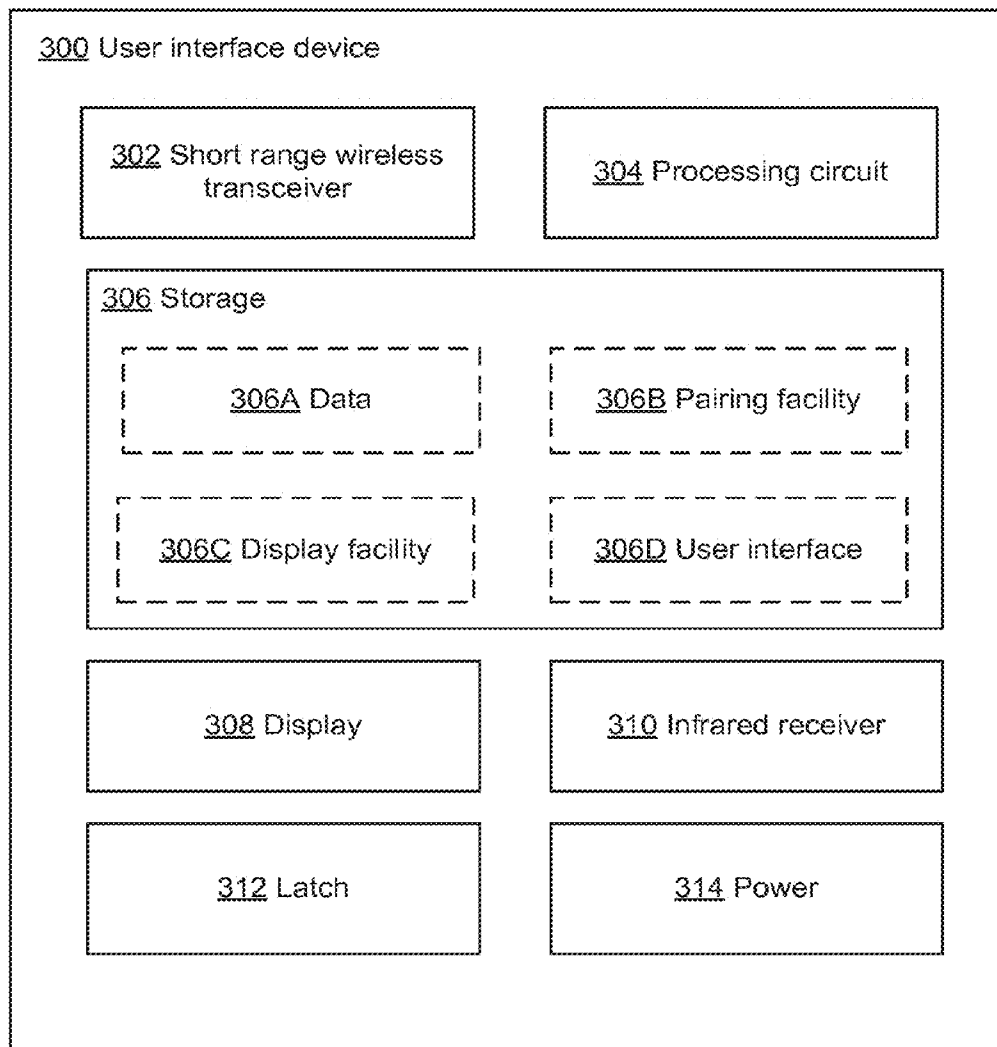 300 User interface device
302 Short range wireless
transceiver
304 Processing circuit
306 Storage
306A Data
306B Pairing facility
306C Display facility
306D User interface
308 Display
310 Infrared receiver
312 Latch
314 Power